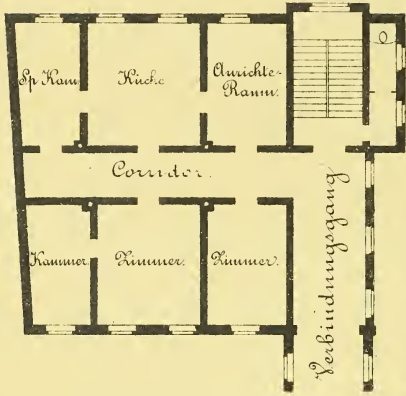 Sp Kam.
Küche
Anrichte-
Raum.
Corridor.
Kammer.
Zimmer.
Zimmer.
Verbindungsgang